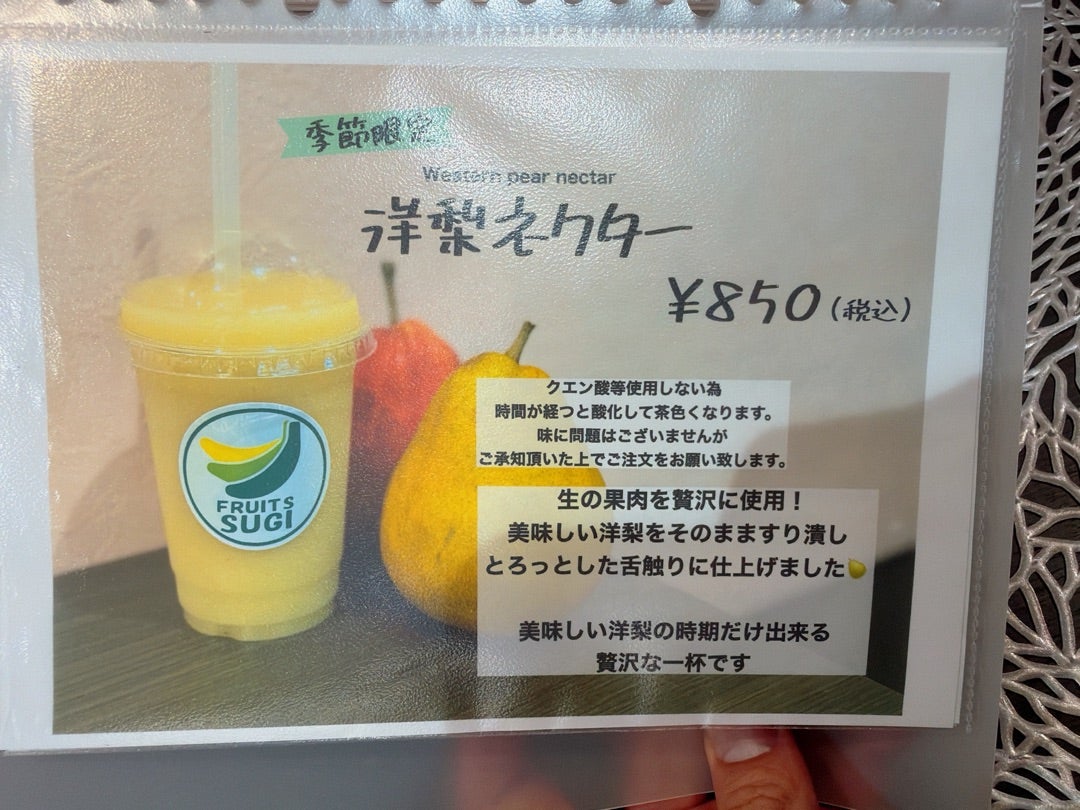 季節限定
Western pear nectar
洋梨ネクター
¥850(税込)
クエン酸等使用しない為
時間が経つと酸化して茶色くなります。
味に問題はございませんが
ご承知頂いた上でご注文をお願い致します。
生の果肉を贅沢に使用!
美味しい洋梨をそのまますり潰し
とろっとした舌触りに仕上げました🍐
美味しい洋梨の時期だけ出来る
贅沢な一杯です
FRUITS
SUGI